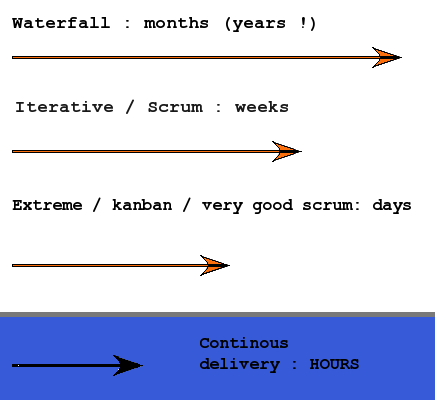 Waterfall : months (years !)
Iterative / Scrum : weeks
Extreme / kanban / very good scrum: days
Continous
delivery : HOURS